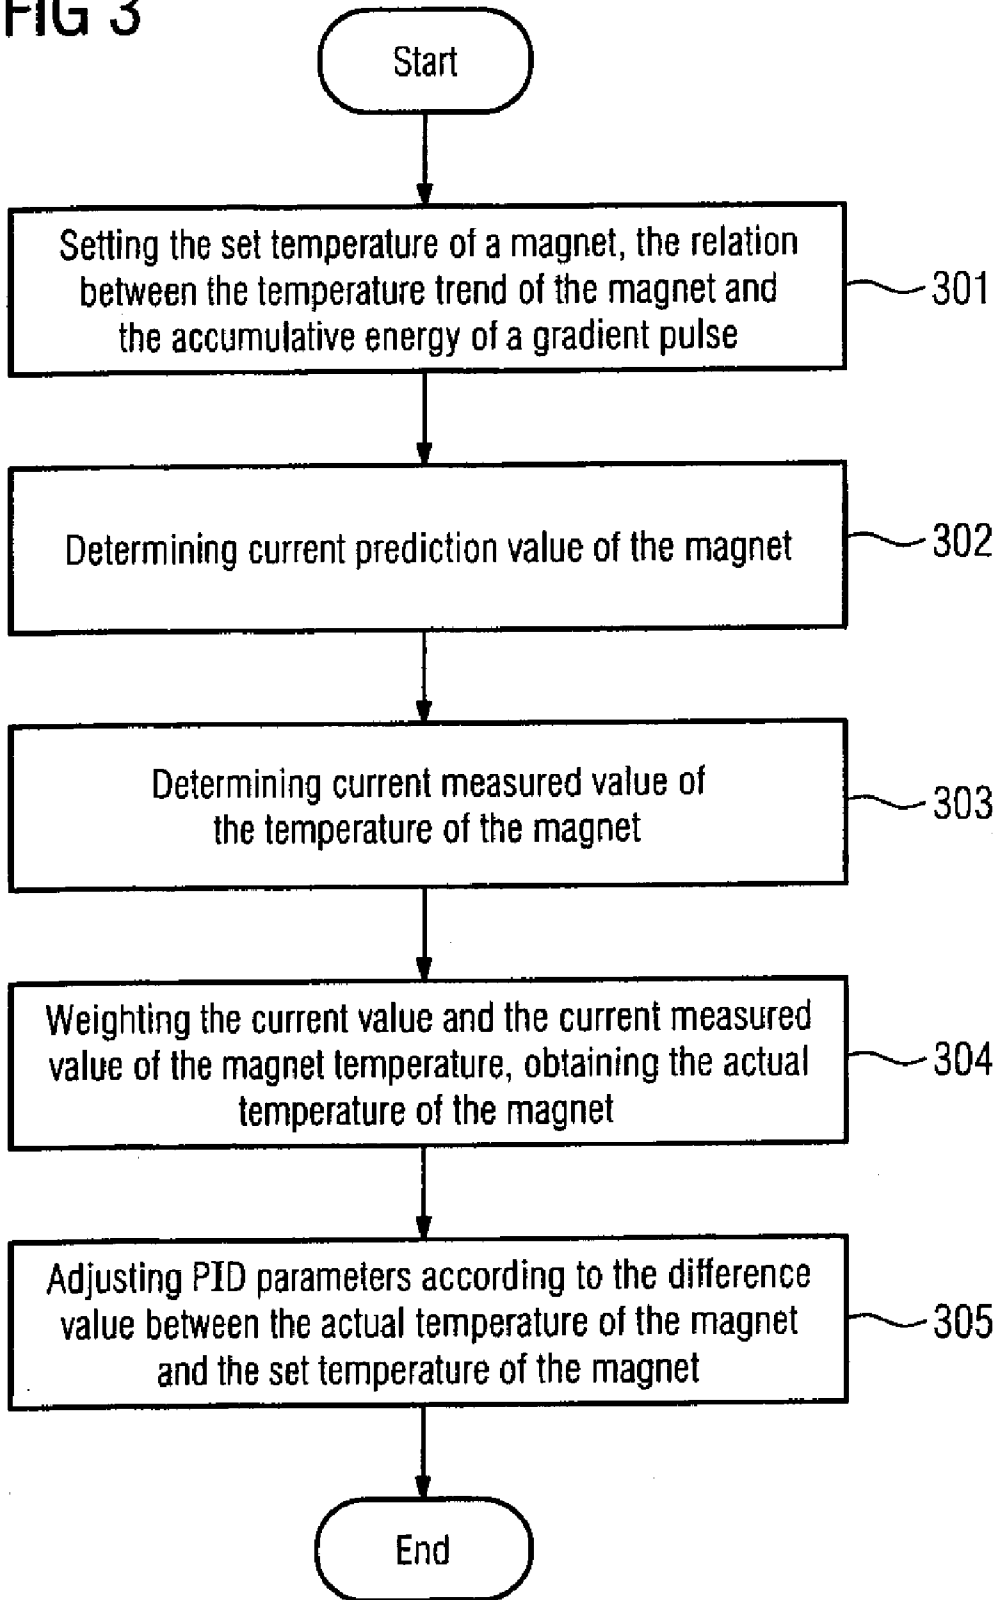 FIG 3
Start
Setting the set temperature of a magnet, the relation
between the temperature trend of the magnet and
the accumulative energy of a gradient pulse
301
Determining current prediction value of the magnet
302
Determining current measured value of
the temperature of the magnet
303
Weighting the current value and the current measured
value of the magnet temperature, obtaining the actual
temperature of the magnet
304
Adjusting PID parameters according to the difference
value between the actual temperature of the magnet
and the set temperature of the magnet
305
End